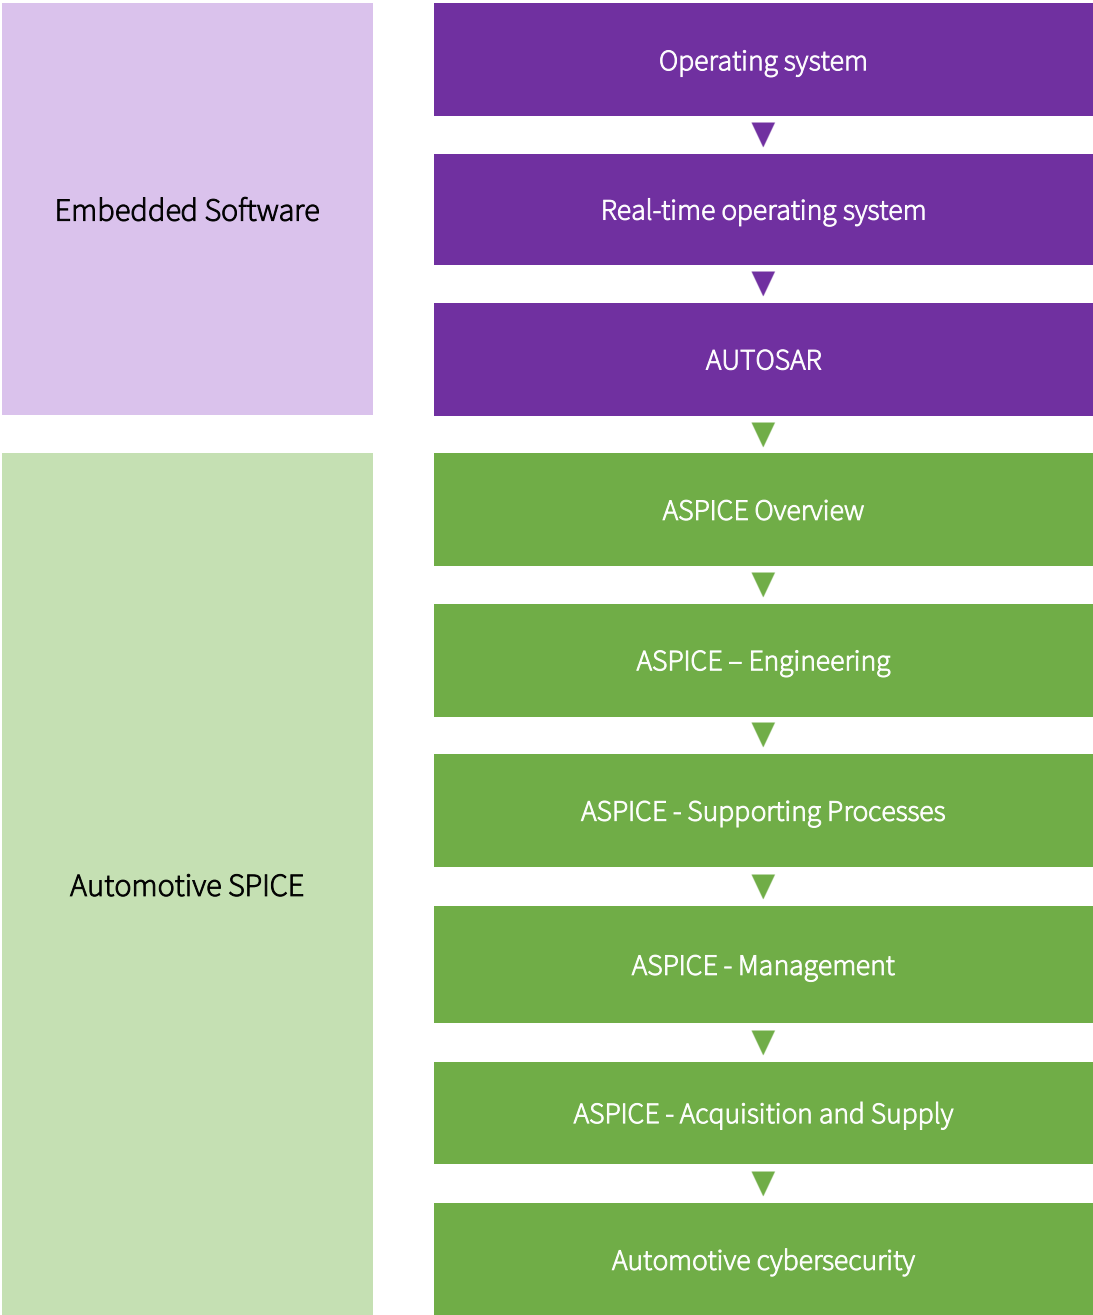 Embedded Software
Operating system
Real-time operating system
AUTOSAR
Automotive SPICE
ASPICE Overview
ASPICE – Engineering
ASPICE - Supporting Processes
ASPICE - Management
ASPICE - Acquisition and Supply
Automotive cybersecurity